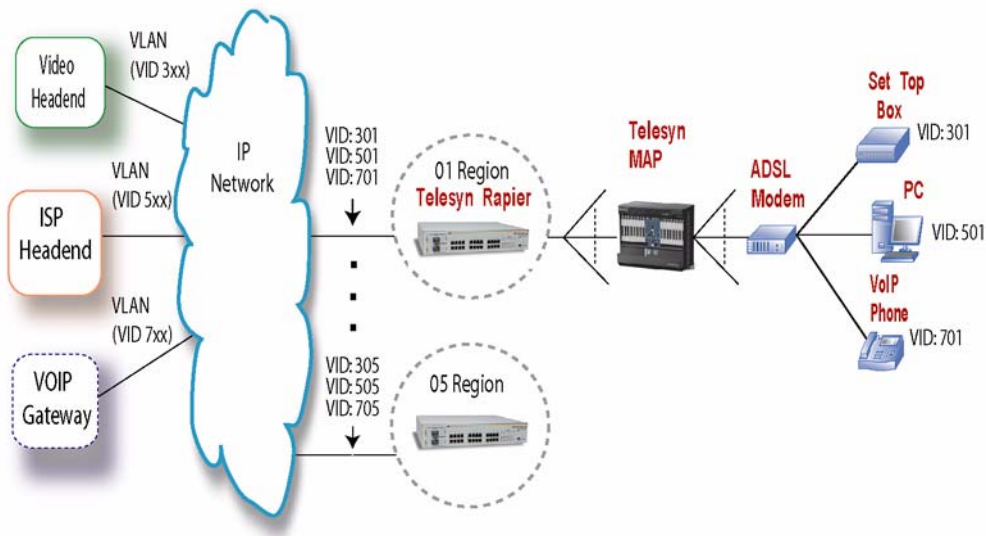 Video
Headend
VLAN
(VID 3xx)
ISP
Headend
VLAN
(VID 5xx)
VOIP
Gateway
VLAN
(VID 7xx)
IP
Network
VID: 301
VID: 501
VID: 701
01 Region
Telesyn Rapier
VID: 305
VID: 505
VID: 705
05 Region
Telesyn
MAP
ADSL
Modem
Set Top
Box
VID: 301
PC
VID: 501
VoIP
Phone
VID: 701